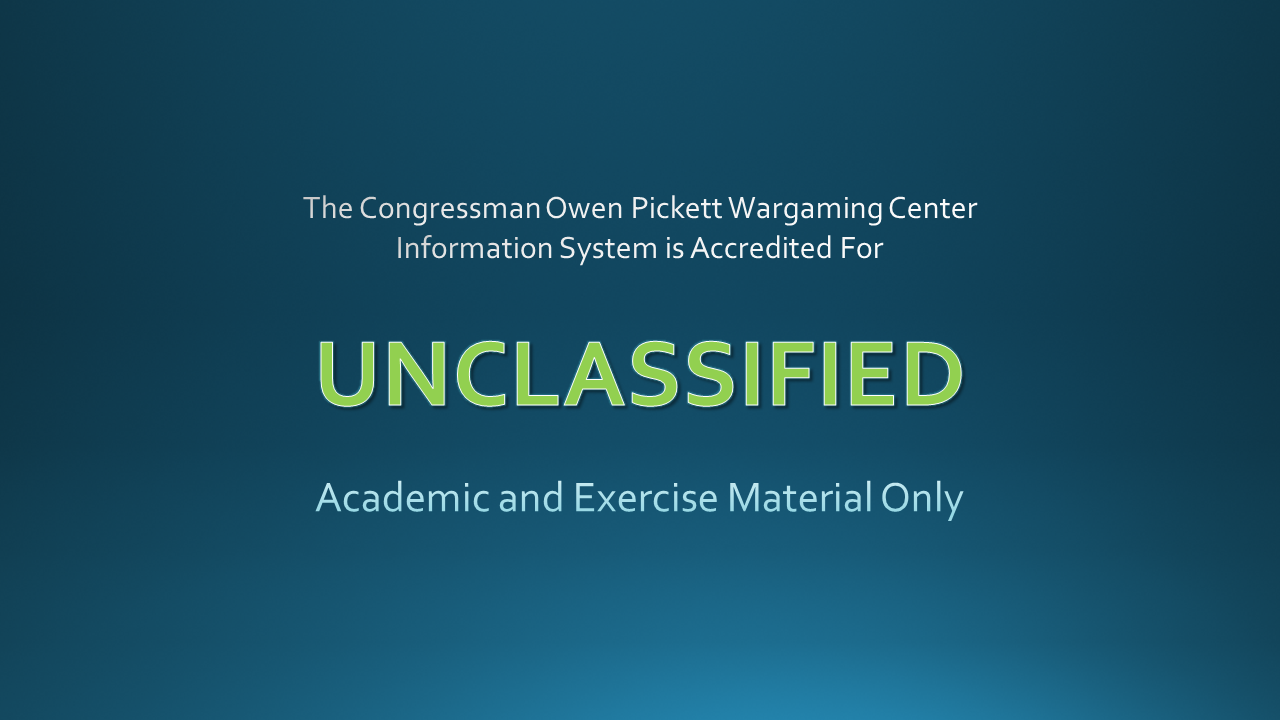 The Congressman Owen Pickett Wargaming Center
Information System is Accredited For
UNCLASSIFIED
Academic and Exercise Material Only